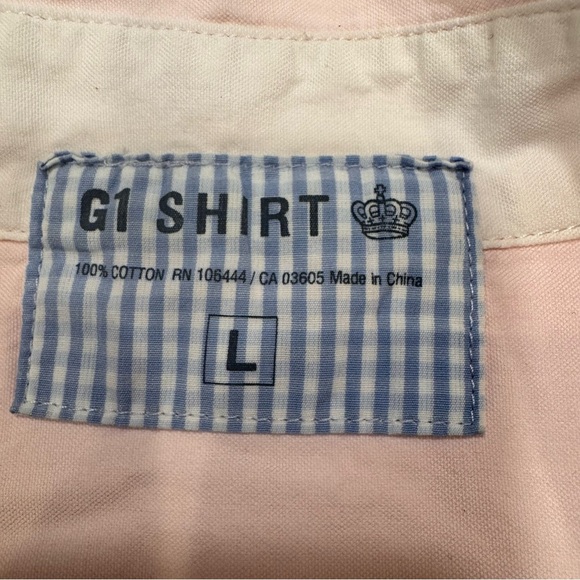 G1 SHIRT
100% COTTON RN 106444 / CA 03605 Made in China
L